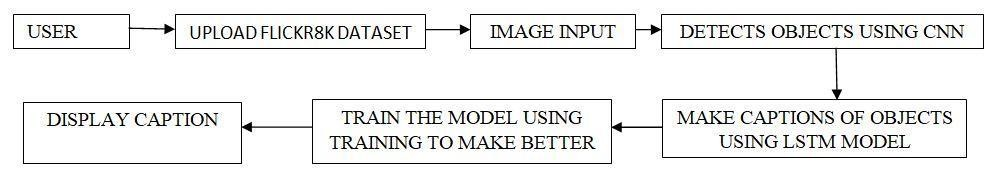 USER
UPLOAD FLICKR8K DATASET
IMAGE INPUT
DETECTS OBJECTS USING CNN
MAKE CAPTIONS OF OBJECTS
USING LSTM MODEL
TRAIN THE MODEL USING
TRAINING TO MAKE BETTER
DISPLAY CAPTION